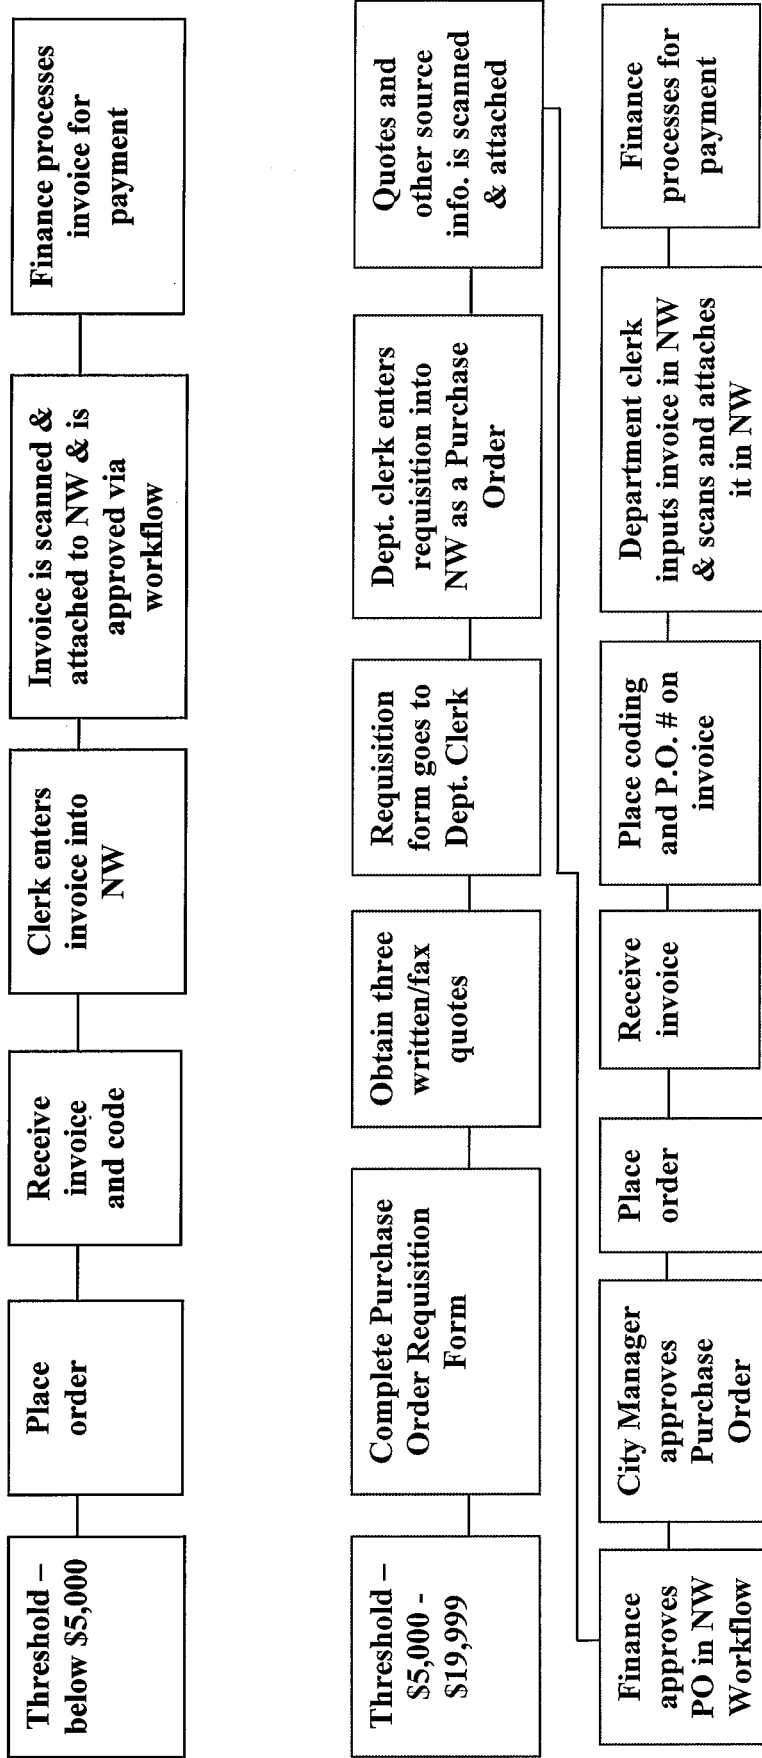 Threshold –
below $5,000
Place
order
Receive
invoice
and code
Clerk enters
invoice into
NW
Invoice is scanned &
attached to NW & is
approved via
workflow
Finance processes
invoice for
payment
Threshold –
$5,000 -
$19,999
Complete Purchase
Order Requisition
Form
Obtain three
written/fax
quotes
Requisition
form goes to
Dept. Clerk
Dept. clerk enters
requisition into
NW as a Purchase
Order
Quotes and
other source
info. is scanned
& attached
Finance
approves
PO in NW
Workflow
City Manager
approves
Purchase
Order
Place
order
Receive
invoice
Place coding
and P.O. # on
invoice
Department clerk
inputs invoice in NW
& scans and attaches
it in NW
Finance
processes for
payment